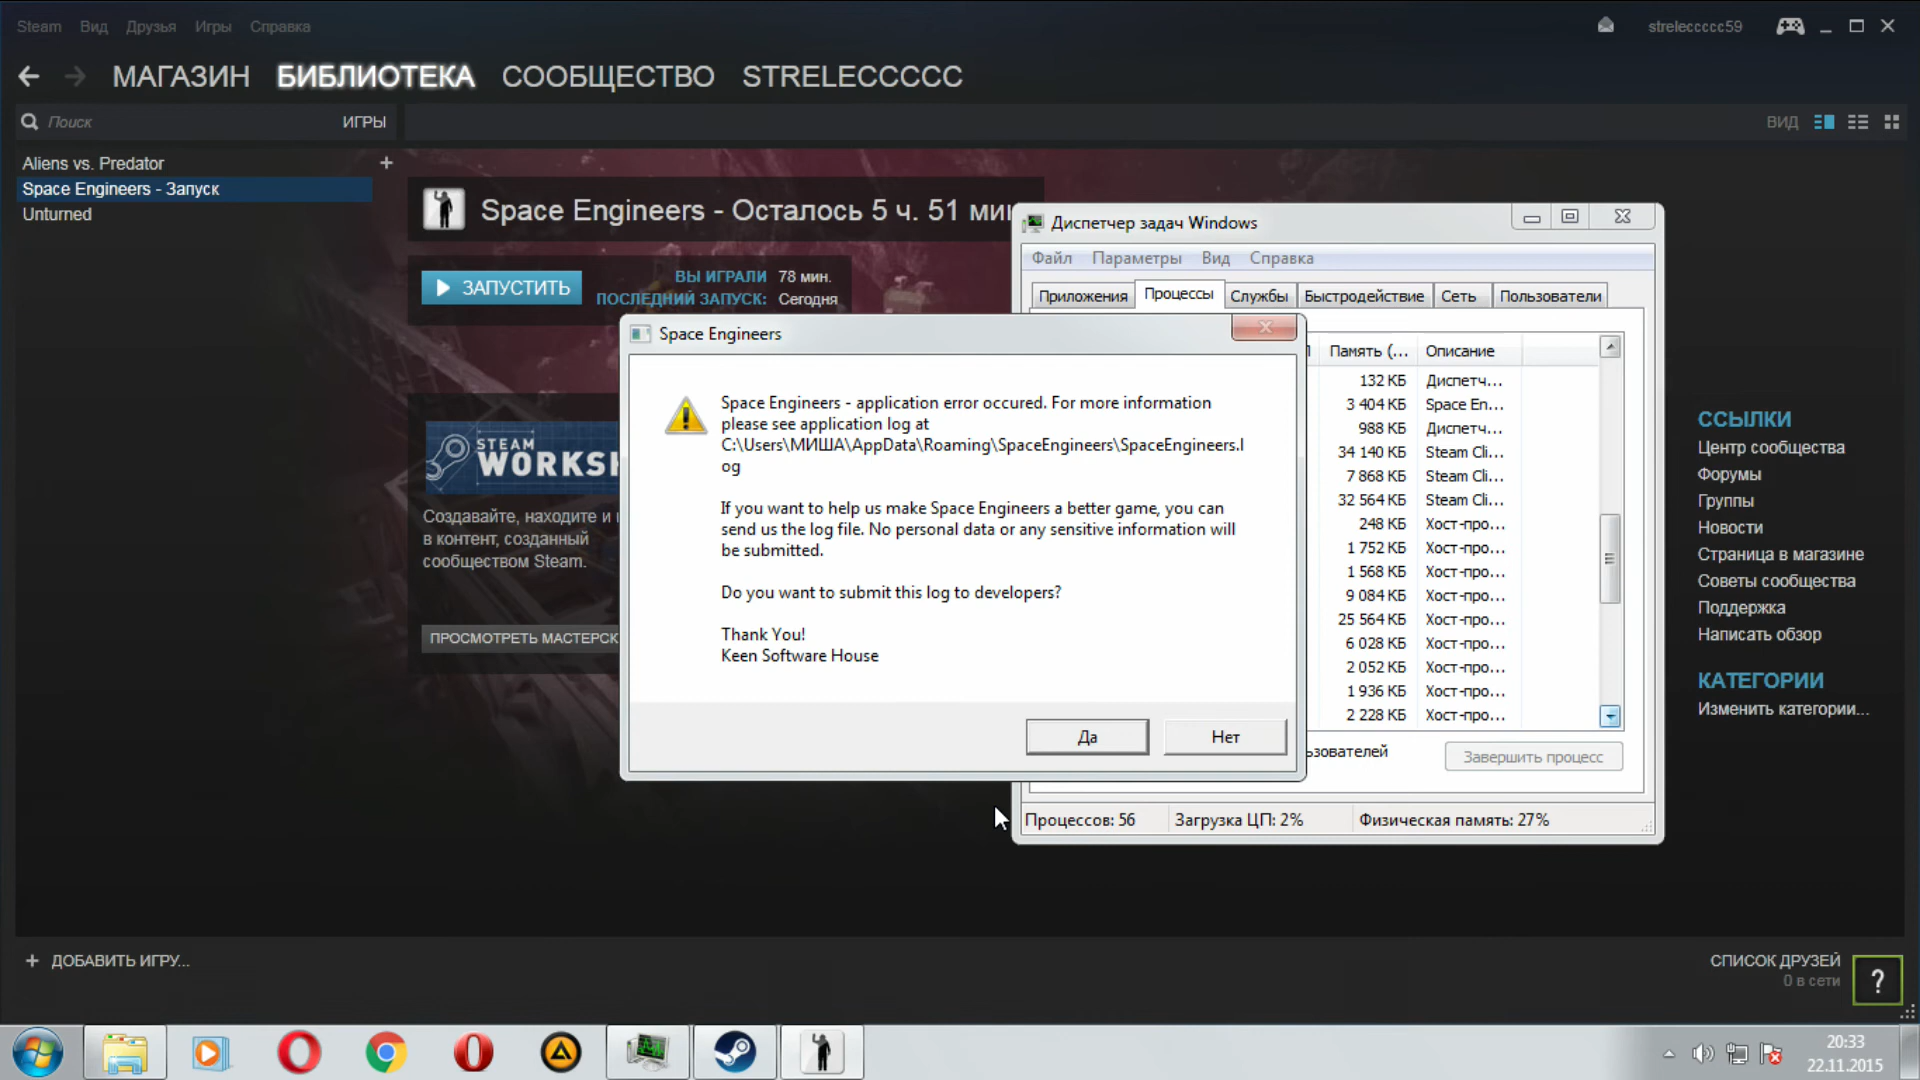 Steam Вид Друзья Игры Справка
streleccccc59
МАГАЗИН БИБЛИОТЕКА СООБЩЕСТВО STRELECCCCC
Поиск
ИГРЫ
ВИД
Aliens vs. Predator
Space Engineers - Запуск
Unturned
Space Engineers - Осталось 5 ч. 51 мин
ЗАПУСТИТЬ
ВЫ ИГРАЛИ 78 мин.
ПОСЛЕДНИЙ ЗАПУСК: Сегодня
STEAM
WORKSH
Создавайте, находите и
в контент, созданный
сообществом Steam.
ПРОСМОТРЕТЬ МАСТЕРСК
Диспетчер задач Windows
Файл Параметры Вид Справка
Приложения Процессы Службы Быстродействие Сеть Пользователи
Память (... Описание
132 КБ Диспетч...
3 404 КБ Space En...
988 КБ Диспетч...
34 140 КБ Steam Cli...
7 868 КБ Steam Cli...
32 564 КБ Steam Cli...
248 КБ Хост-про...
1 752 КБ Хост-про...
1 568 КБ Хост-про...
9 084 КБ Хост-про...
25 564 КБ Хост-про...
6 028 КБ Хост-про...
2 052 КБ Хост-про...
1 936 КБ Хост-про...
2 228 КБ Хост-про...
ьзователей
Завершить процесс
Процессов: 56 Загрузка ЦП: 2% Физическая память: 27%
Space Engineers
Space Engineers - application error occured. For more information
please see application log at
C:\Users\МИША\AppData\Roaming\SpaceEngineers\SpaceEngineers.l
og
If you want to help us make Space Engineers a better game, you can
send us the log file. No personal data or any sensitive information will
be submitted.
Do you want to submit this log to developers?
Thank You!
Keen Software House
Да
Нет
ССЫЛКИ
Центр сообщества
Форумы
Группы
Новости
Страница в магазине
Советы сообщества
Поддержка
Написать обзор
КАТЕГОРИИ
Изменить категории...
+ ДОБАВИТЬ ИГРУ...
СПИСОК ДРУЗЕЙ
0 в сети
?
20:33
22.11.2015